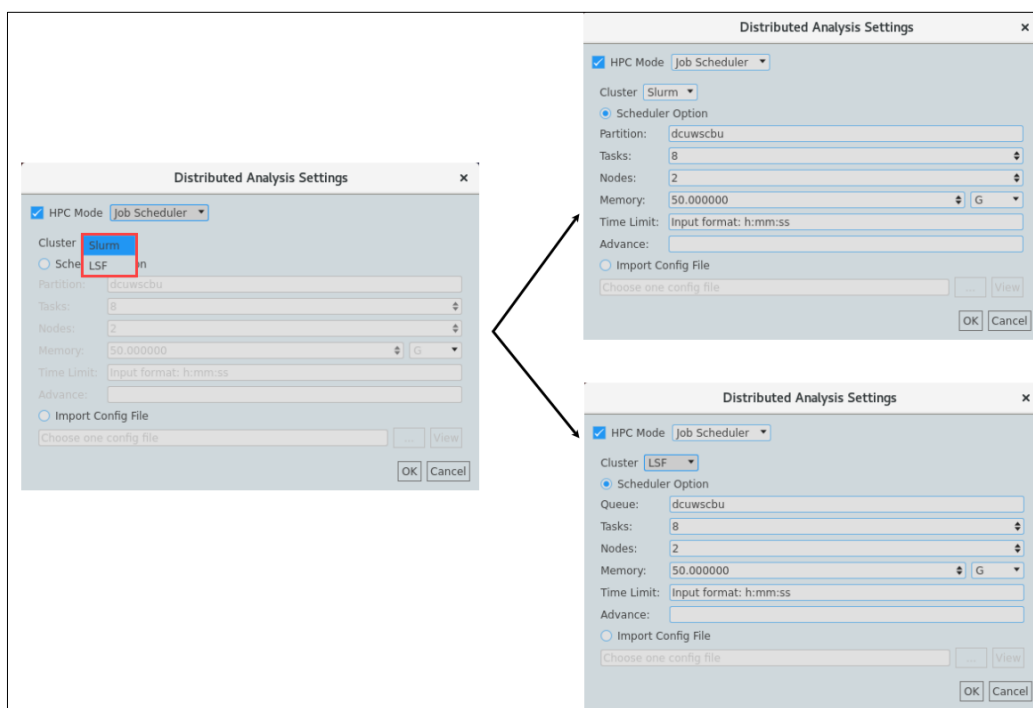 Distributed Analysis Settings ×
HPC Mode Job Scheduler
Cluster Slurm
LSF
Partition: dcuwscbu
Tasks: 8
Nodes: 2
Memory: 50.000000 G
Time Limit: Input format: h:mm:ss
Advance:
Import Config File
Choose one config file ... View
OK Cancel
Distributed Analysis Settings ×
HPC Mode Job Scheduler
Cluster Slurm
Scheduler Option
Partition: dcuwscbu
Tasks: 8
Nodes: 2
Memory: 50.000000 G
Time Limit: Input format: h:mm:ss
Advance:
Import Config File
Choose one config file ... View
OK Cancel
Distributed Analysis Settings ×
HPC Mode Job Scheduler
Cluster LSF
Scheduler Option
Queue: dcuwscbu
Tasks: 8
Nodes: 2
Memory: 50.000000 G
Time Limit: Input format: h:mm:ss
Advance:
Import Config File
Choose one config file ... View
OK Cancel